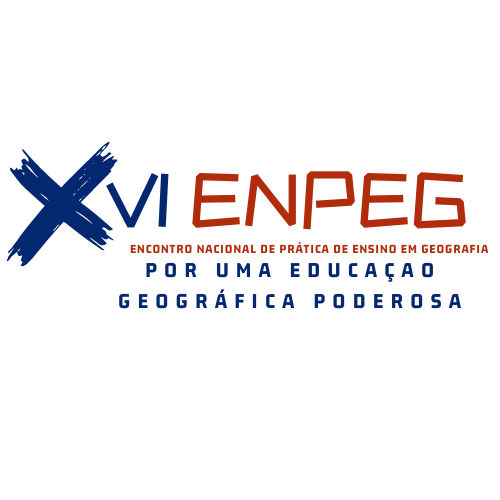 XVI ENPEG
ENCONTRO NACIONAL DE PRÁTICA DE ENSINO EM GEOGRAFIA
POR UMA EDUCAÇAO
GEOGRÁFICA PODEROSA